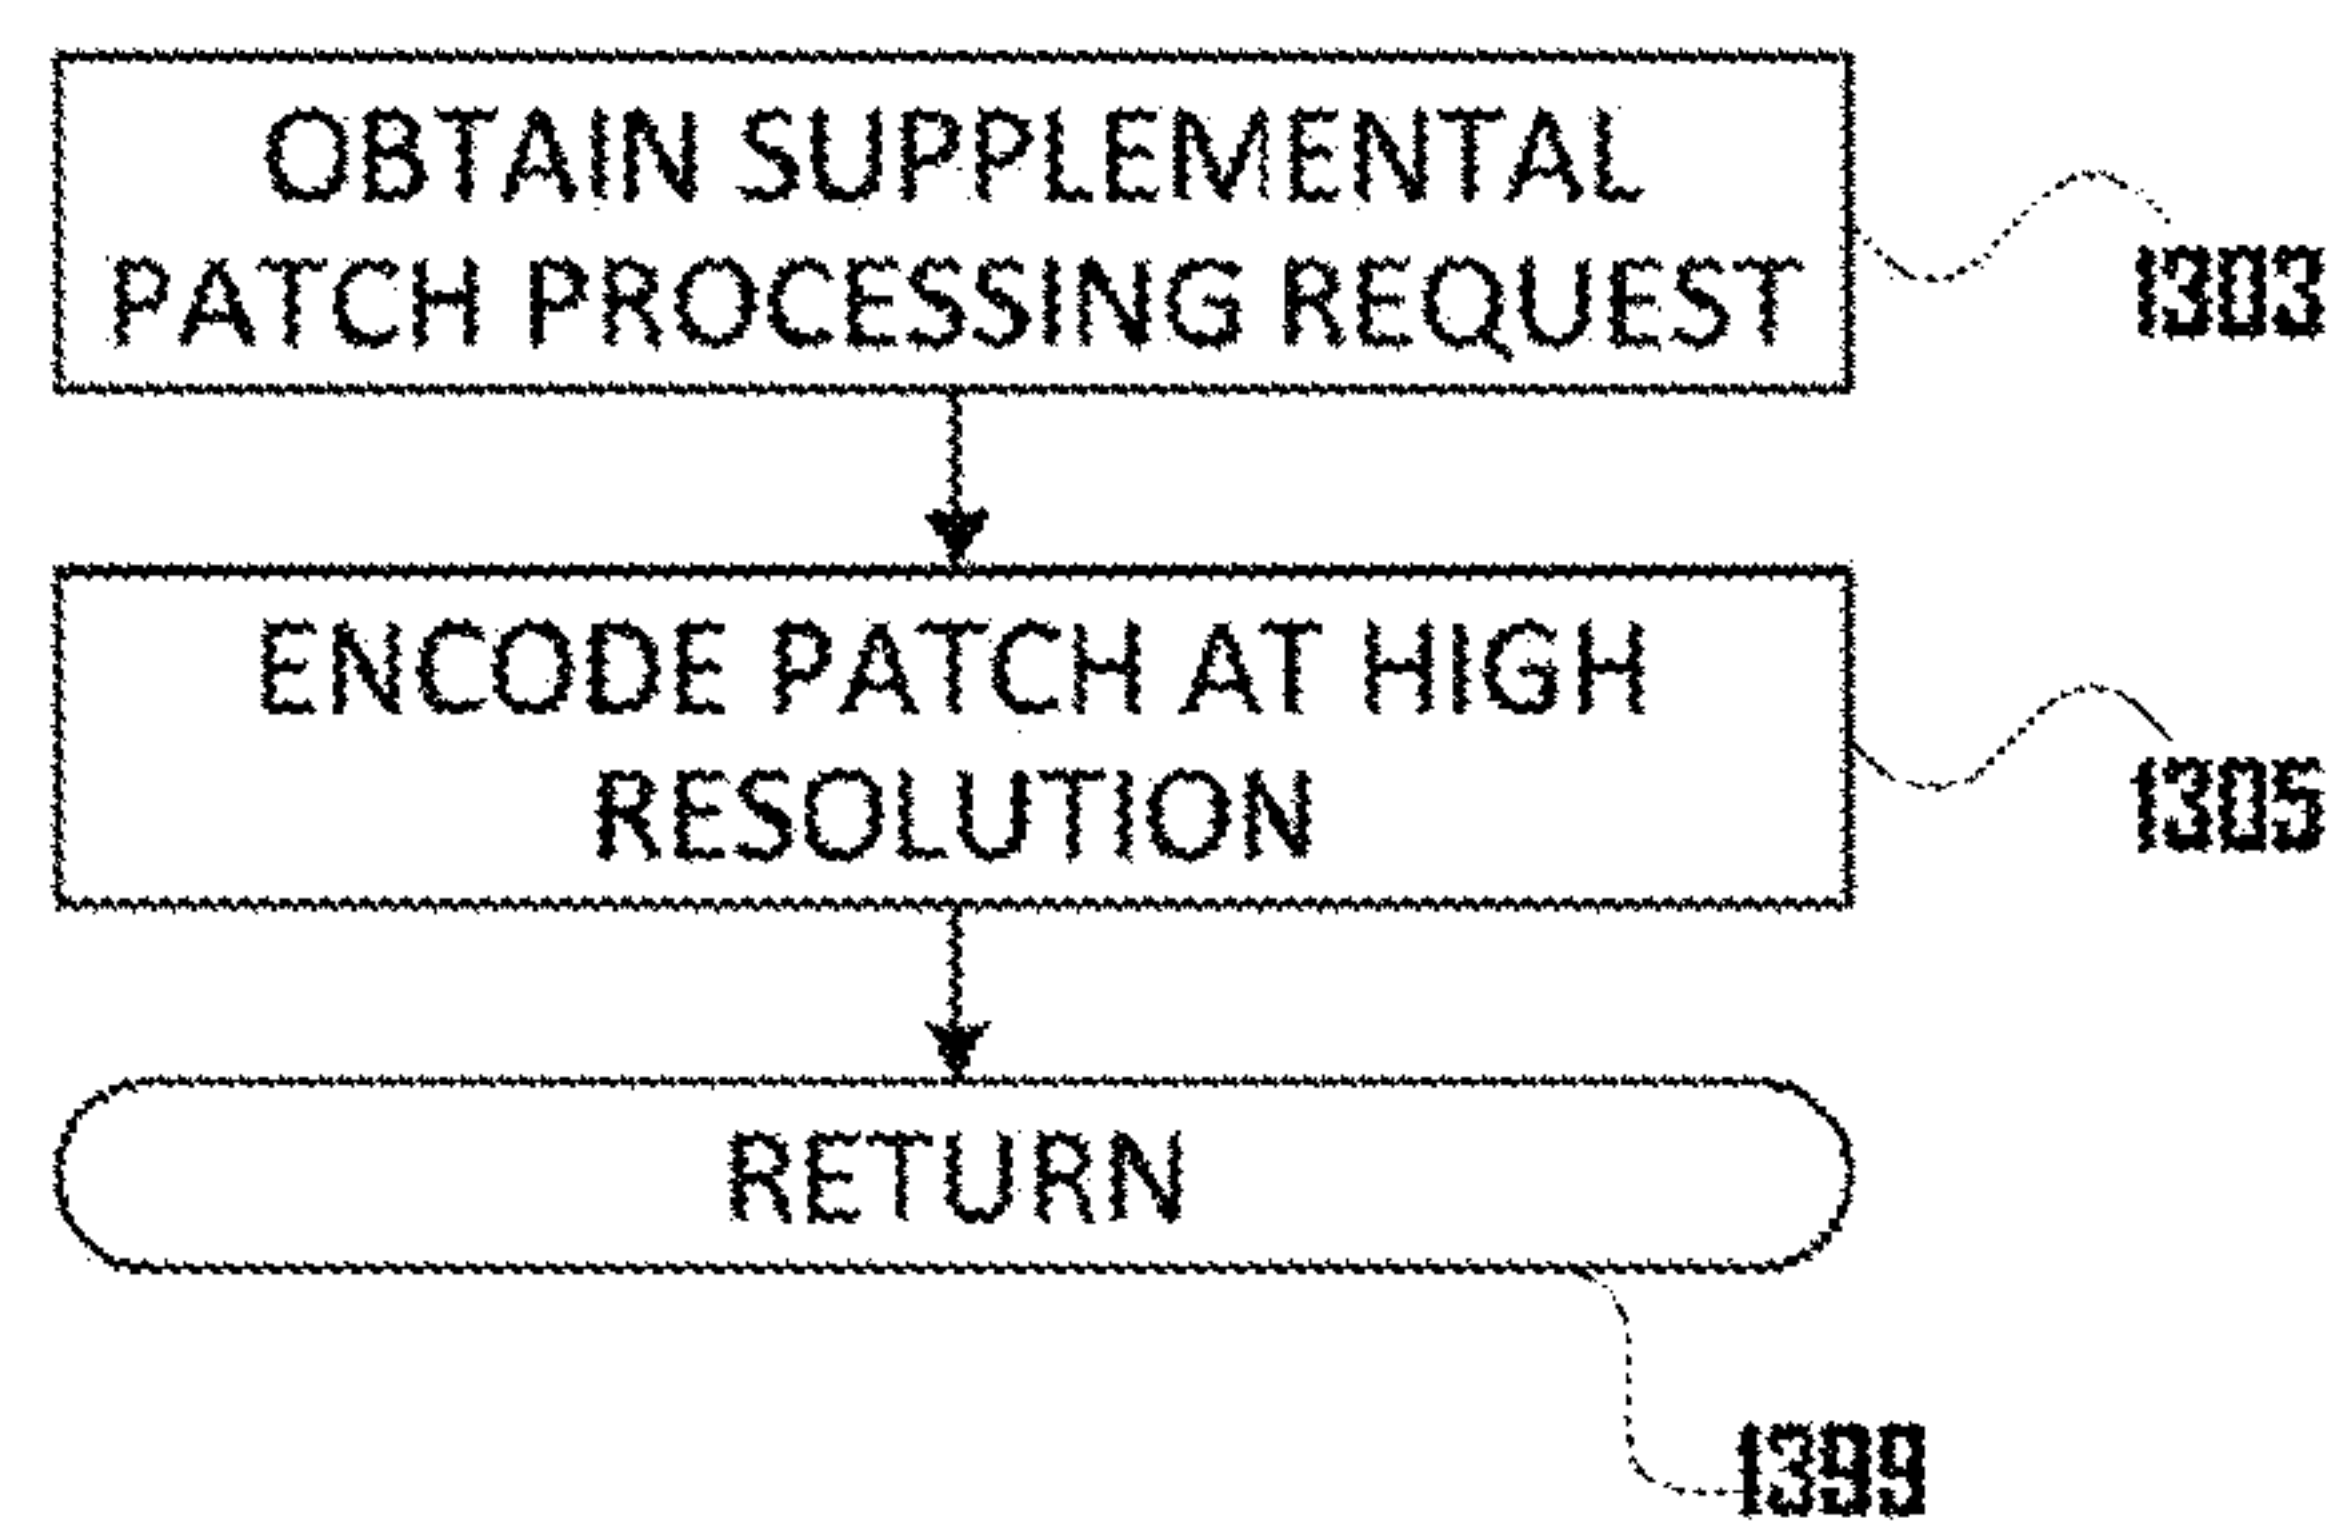 OBTAIN SUPPLEMENTAL
PATCH PROCESSING REQUEST
1303
ENCODE PATCH AT HIGH
RESOLUTION
1305
RETURN
1399